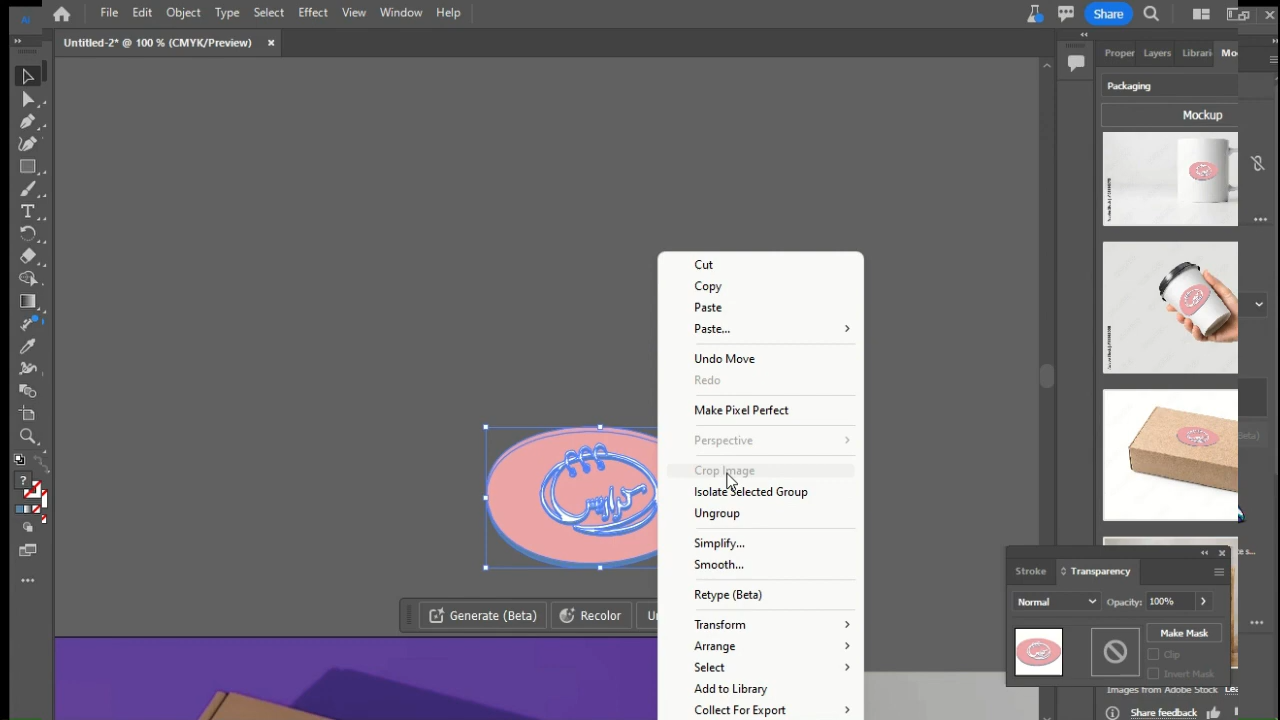 File Edit Object Type Select Effect View Window Help
Share
Untitled-2* @ 100 % (CMYK/Preview) ×
Proper Layers Librari Mo
Packaging
Mockup
Cut
Copy
Paste
Paste...
Undo Move
Redo
Make Pixel Perfect
Perspective
Crop Image
Isolate Selected Group
Ungroup
Simplify...
Smooth...
Retype (Beta)
Transform
Arrange
Select
Add to Library
Collect For Export
Generate (Beta) Recolor Un
Stroke Transparency
Normal Opacity: 100%
Make Mask
Clip
Invert Mask
Images from Adobe Stock Lea
Share feedback